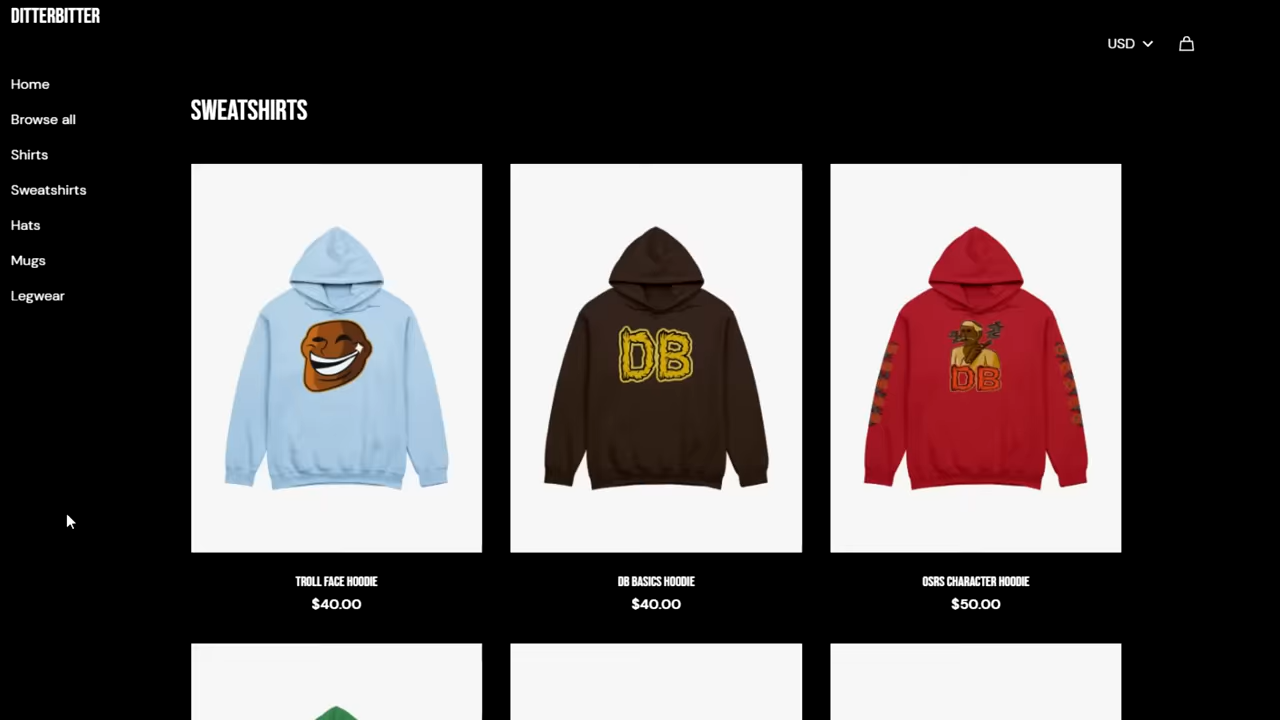 DITTERBITTER
USD
Home
Browse all
Shirts
Sweatshirts
Hats
Mugs
Legwear
SWEATSHIRTS
DB
DB
TROLL FACE HOODIE
$40.00
DB BASICS HOODIE
$40.00
OSRS CHARACTER HOODIE
$50.00